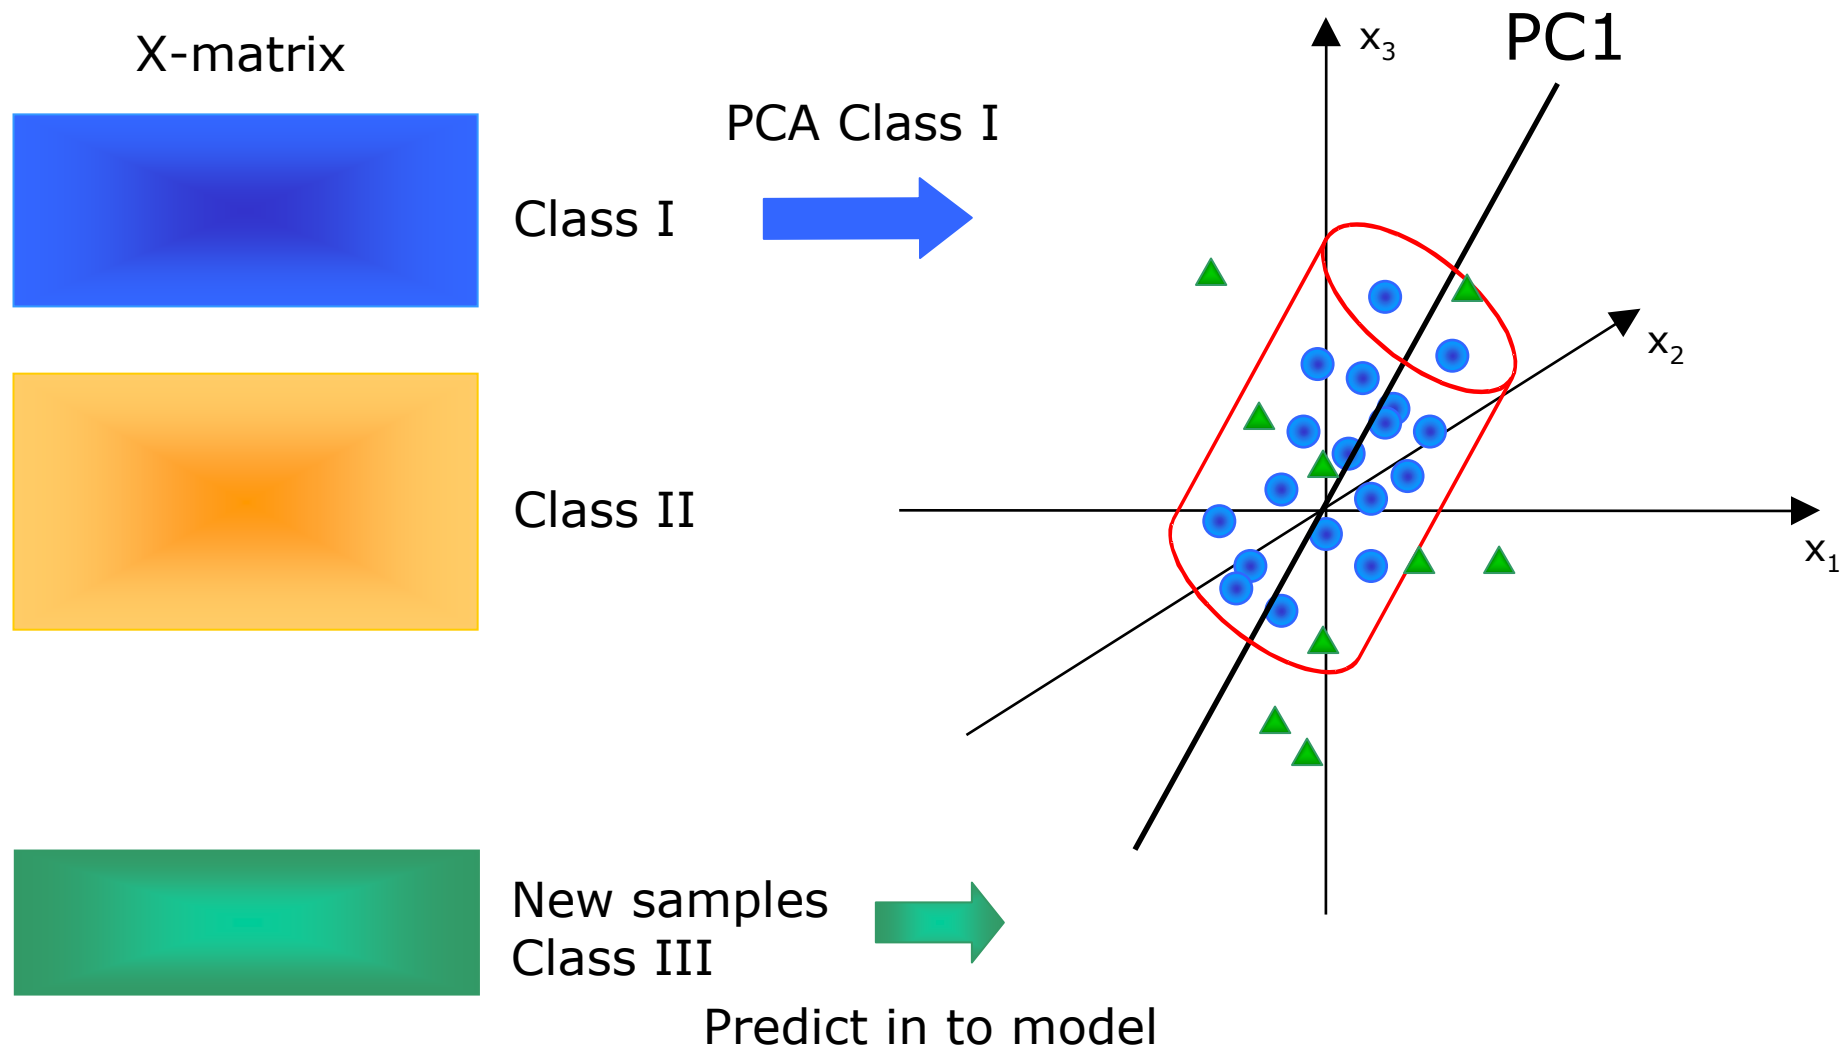 X-matrix
Class I
Class II
New samples
Class III
PCA Class I
Predict in to model
PC1
x₃
x₂
x₁